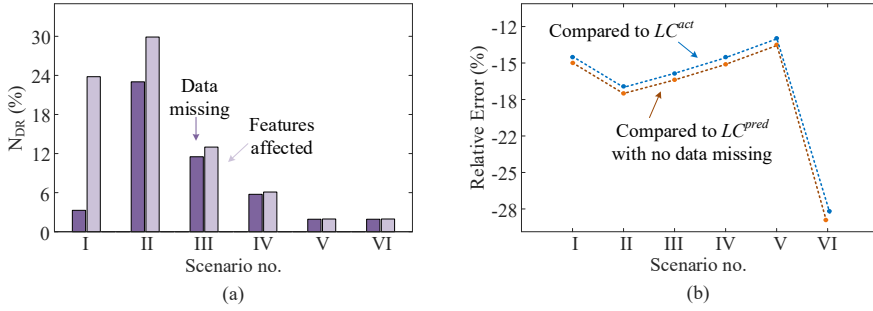 30
24
18
12
6
0
N_DR (%)
Data
missing
Features
affected
I II III IV V VI
Scenario no.
(a)
-12
-15
-18
-22
-25
-28
Relative Error (%)
Compared to LC^act
Compared to LC^pred
with no data missing
I II III IV V VI
Scenario no.
(b)